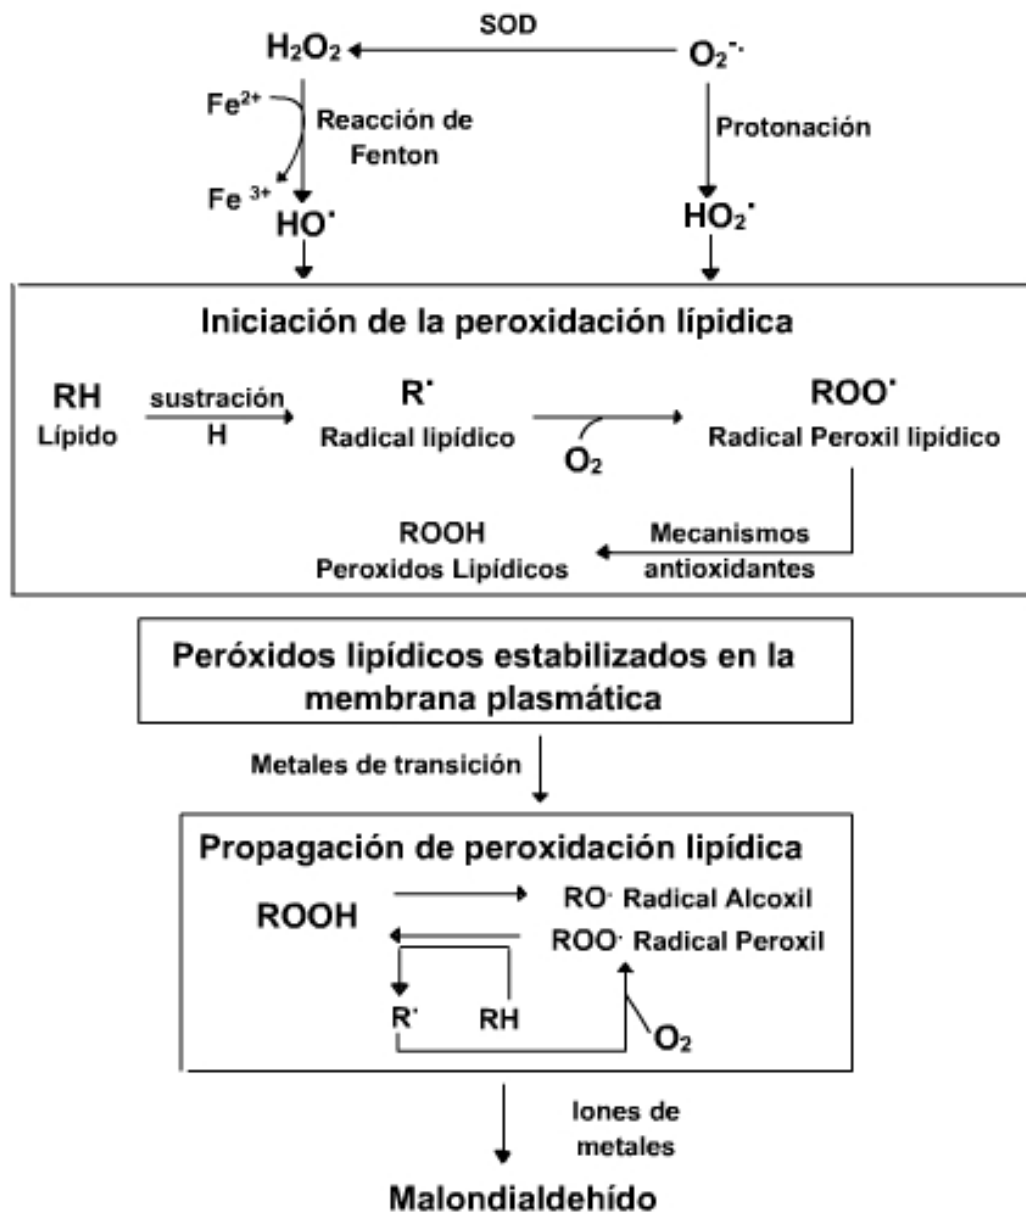 SOD
H₂O₂ O₂⁻·
Fe²⁺
Reacción de
Fenton
Protonación
Fe ³⁺
HO· HO₂·
Iniciación de la peroxidación lípidica
RH sustración R· ROO·
Lípido H Radical lipídico O₂ Radical Peroxil lipídico
ROOH Mecanismos
Peroxidos Lipídicos antioxidantes
Peróxidos lipídicos estabilizados en la
membrana plasmática
Metales de transición
Propagación de peroxidación lipídica
ROOH RO· Radical Alcoxil
ROO· Radical Peroxil
R· RH O₂
Iones de
metales
Malondialdehído